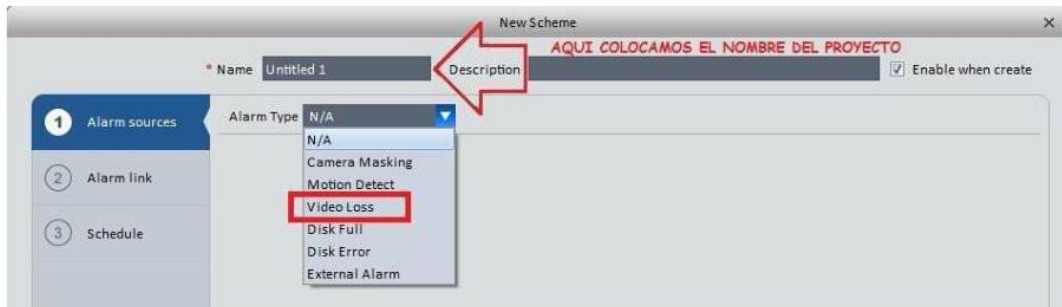 New Scheme
AQUI COLOCAMOS EL NOMBRE DEL PROYECTO
* Name Untitled 1 Description Enable when create
1 Alarm sources
Alarm Type N/A
N/A
Camera Masking
Motion Detect
Video Loss
Disk Full
Disk Error
External Alarm
2 Alarm link
3 Schedule